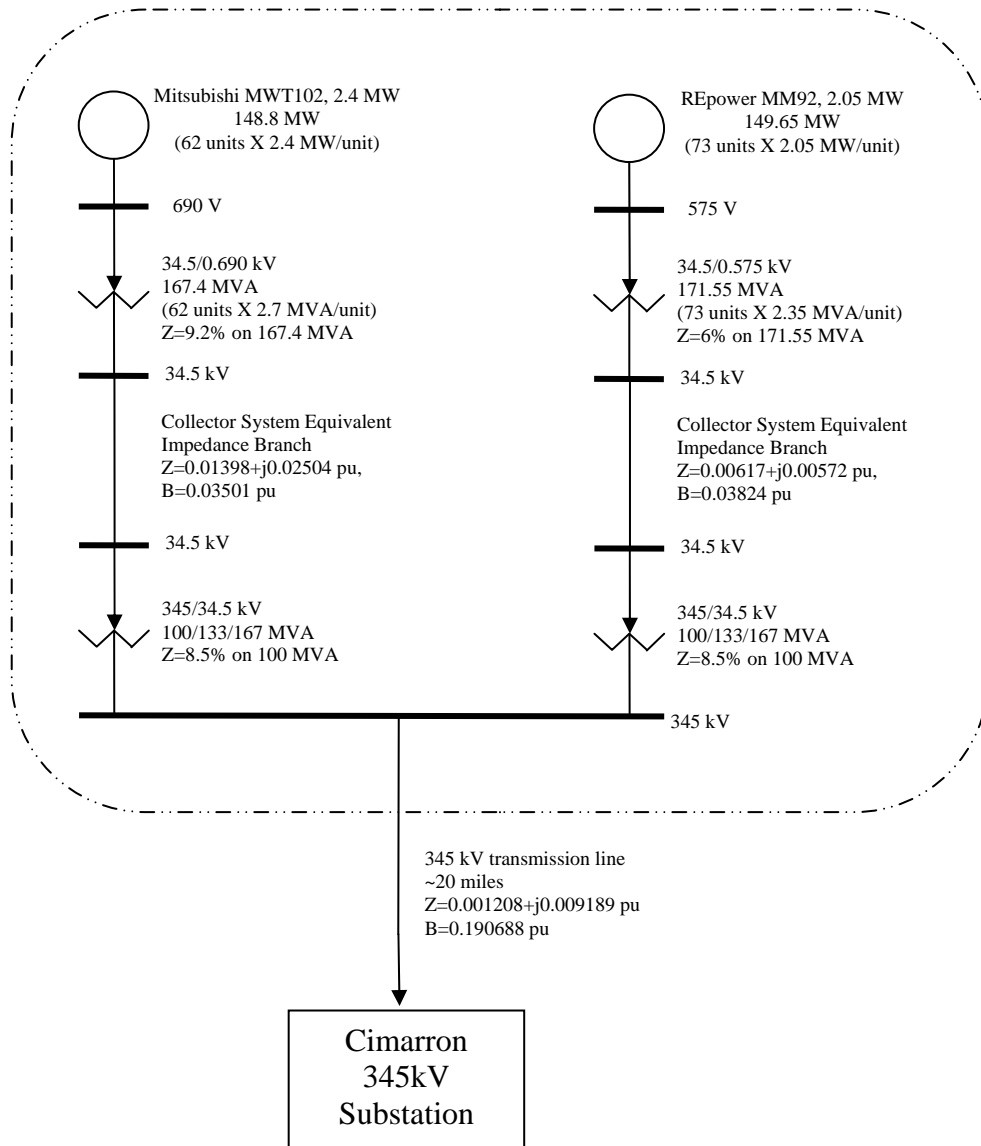 Mitsubishi MWT102, 2.4 MW
148.8 MW
(62 units X 2.4 MW/unit)
690 V
34.5/0.690 kV
167.4 MVA
(62 units X 2.7 MVA/unit)
Z=9.2% on 167.4 MVA
34.5 kV
Collector System Equivalent
Impedance Branch
Z=0.01398+j0.02504 pu,
B=0.03501 pu
34.5 kV
345/34.5 kV
100/133/167 MVA
Z=8.5% on 100 MVA
REpower MM92, 2.05 MW
149.65 MW
(73 units X 2.05 MW/unit)
575 V
34.5/0.575 kV
171.55 MVA
(73 units X 2.35 MVA/unit)
Z=6% on 171.55 MVA
34.5 kV
Collector System Equivalent
Impedance Branch
Z=0.00617+j0.00572 pu,
B=0.03824 pu
34.5 kV
345/34.5 kV
100/133/167 MVA
Z=8.5% on 100 MVA
345 kV
345 kV transmission line
~20 miles
Z=0.001208+j0.009189 pu
B=0.190688 pu
Cimarron
345kV
Substation